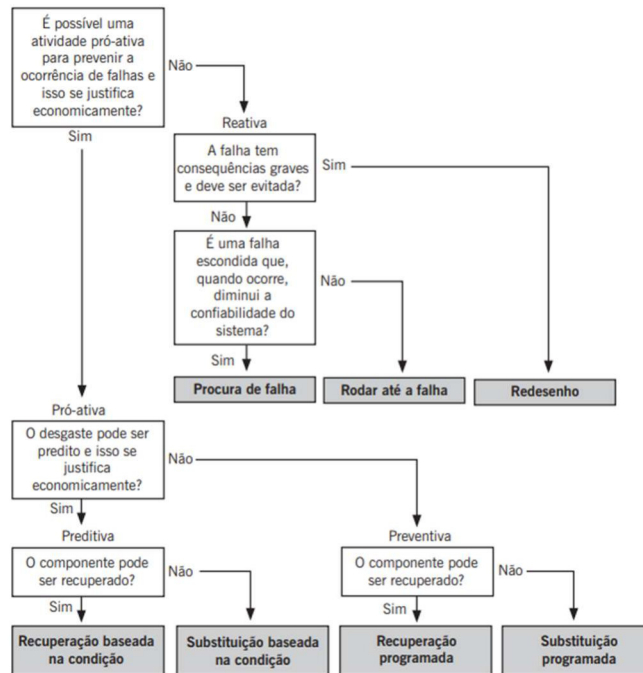 É possível uma
atividade pró-ativa
para prevenir a
ocorrência de falhas e
isso se justifica
economicamente?
Não
Sim
Reativa
A falha tem
consequências graves
e deve ser evitada?
Sim
Não
É uma falha
escondida que,
quando ocorre,
diminui a
confiabilidade do
sistema?
Não
Sim
Procura de falha
Rodar até a falha
Redesenho
Pró-ativa
O desgaste pode ser
predito e isso se
justifica
economicamente?
Não
Sim
Preditiva
O componente pode
ser recuperado?
Não
Sim
Preventiva
O componente pode
ser recuperado?
Não
Sim
Recuperação baseada
na condição
Substituição baseada
na condição
Recuperação
programada
Substituição
programada